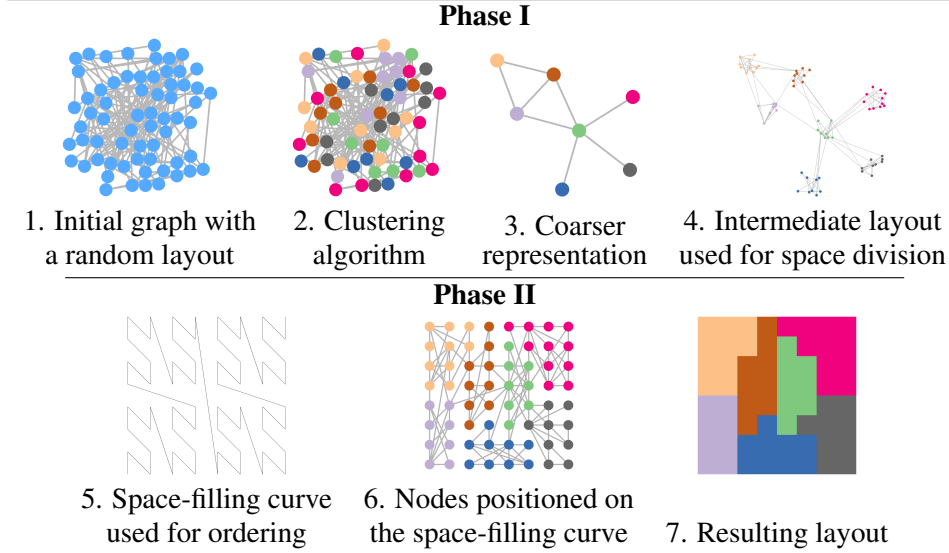 Phase I
1. Initial graph with
a random layout
2. Clustering
algorithm
3. Coarser
representation
4. Intermediate layout
used for space division
Phase II
5. Space-filling curve
used for ordering
6. Nodes positioned on
the space-filling curve
7. Resulting layout